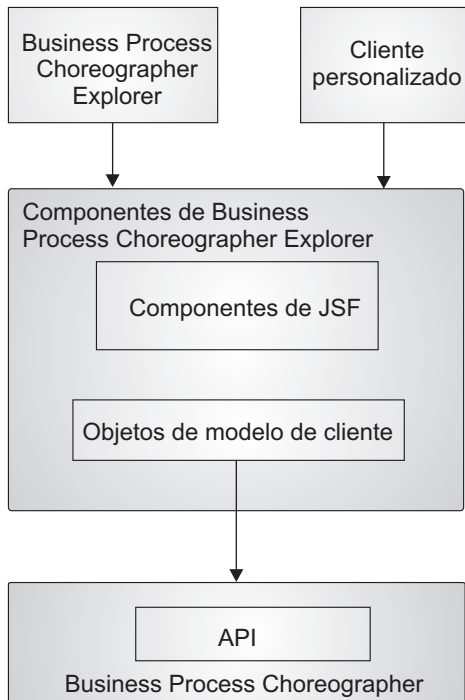 Business Process
Choreographer
Explorer
Cliente
personalizado
Componentes de Business
Process Choreographer Explorer
Componentes de JSF
Objetos de modelo de cliente
API
Business Process Choreographer